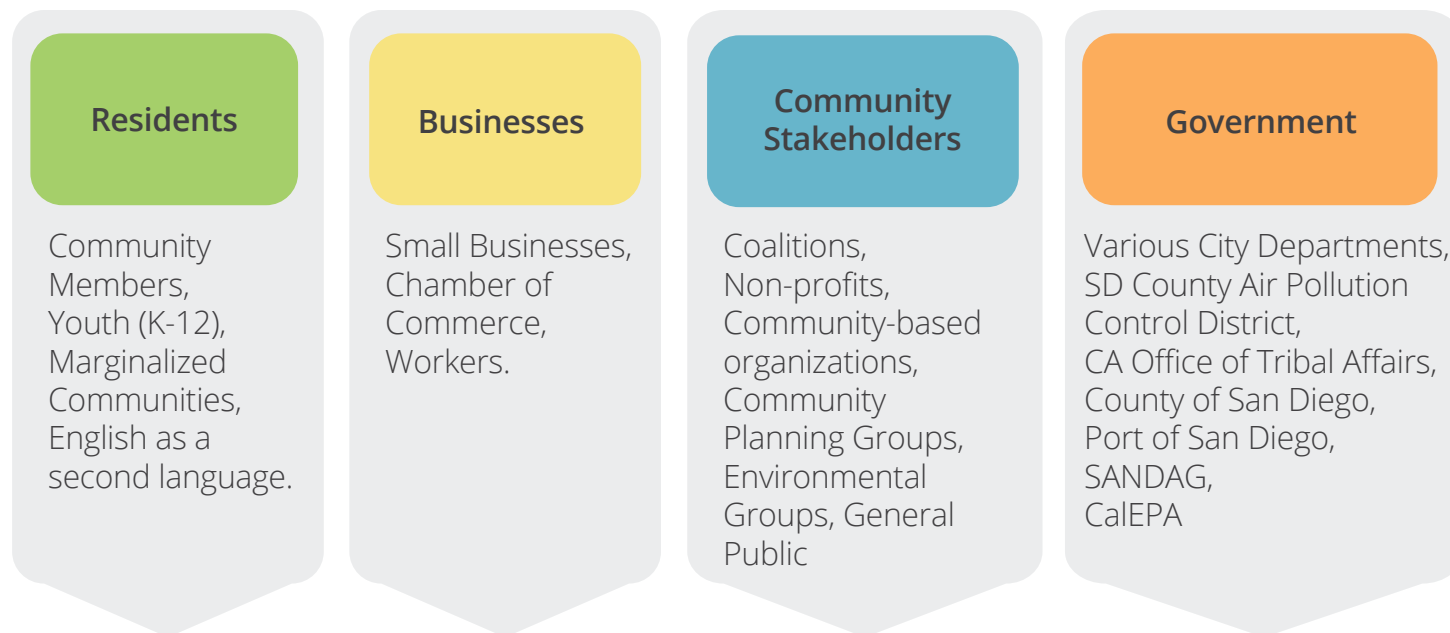 Residents
Community
Members,
Youth (K-12),
Marginalized
Communities,
English as a
second language.
Businesses
Small Businesses,
Chamber of
Commerce,
Workers.
Community
Stakeholders
Coalitions,
Non-profits,
Community-based
organizations,
Community
Planning Groups,
Environmental
Groups, General
Public
Government
Various City Departments,
SD County Air Pollution
Control District,
CA Office of Tribal Affairs,
County of San Diego,
Port of San Diego,
SANDAG,
CalEPA